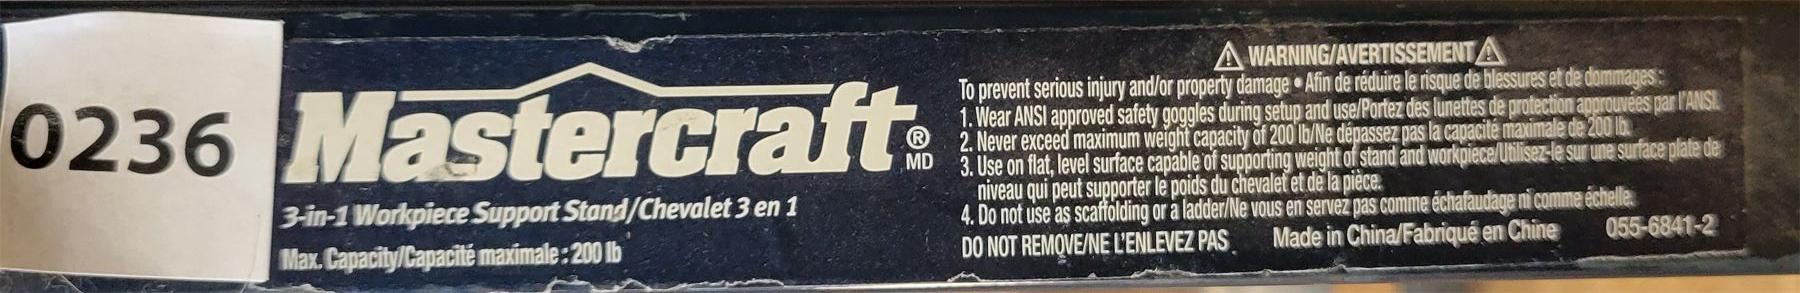 0236
Mastercraft®
MD
3-in-1 Workpiece Support Stand/Chevalet 3 en 1
Max. Capacity/Capacité maximale : 200 lb
⚠ WARNING/AVERTISSEMENT ⚠
To prevent serious injury and/or property damage • Afin de réduire le risque de blessures et de dommages :
1. Wear ANSI approved safety goggles during setup and use/Portez des lunettes de protection approuvées par l'ANSI.
2. Never exceed maximum weight capacity of 200 lb/Ne dépassez pas la capacité maximale de 200 lb.
3. Use on flat, level surface capable of supporting weight of stand and workpiece/Utilisez-le sur une surface plate de
niveau qui peut supporter le poids du chevalet et de la pièce.
4. Do not use as scaffolding or a ladder/Ne vous en servez pas comme échafaudage ni comme échelle.
DO NOT REMOVE/NE L'ENLEVEZ PAS Made in China/Fabriqué en Chine 055-6841-2